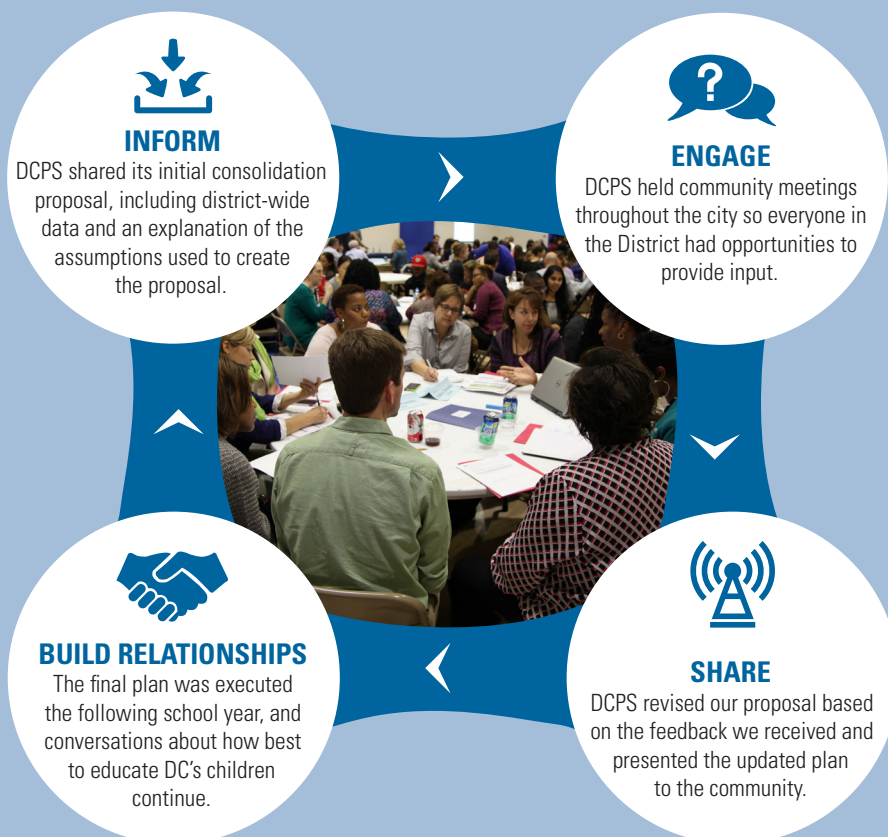 INFORM
DCPS shared its initial consolidation
proposal, including district-wide
data and an explanation of the
assumptions used to create
the proposal.
?
ENGAGE
DCPS held community meetings
throughout the city so everyone in
the District had opportunities to
provide input.
BUILD RELATIONSHIPS
The final plan was executed
the following school year, and
conversations about how best
to educate DC's children
continue.
SHARE
DCPS revised our proposal based
on the feedback we received and
presented the updated plan
to the community.